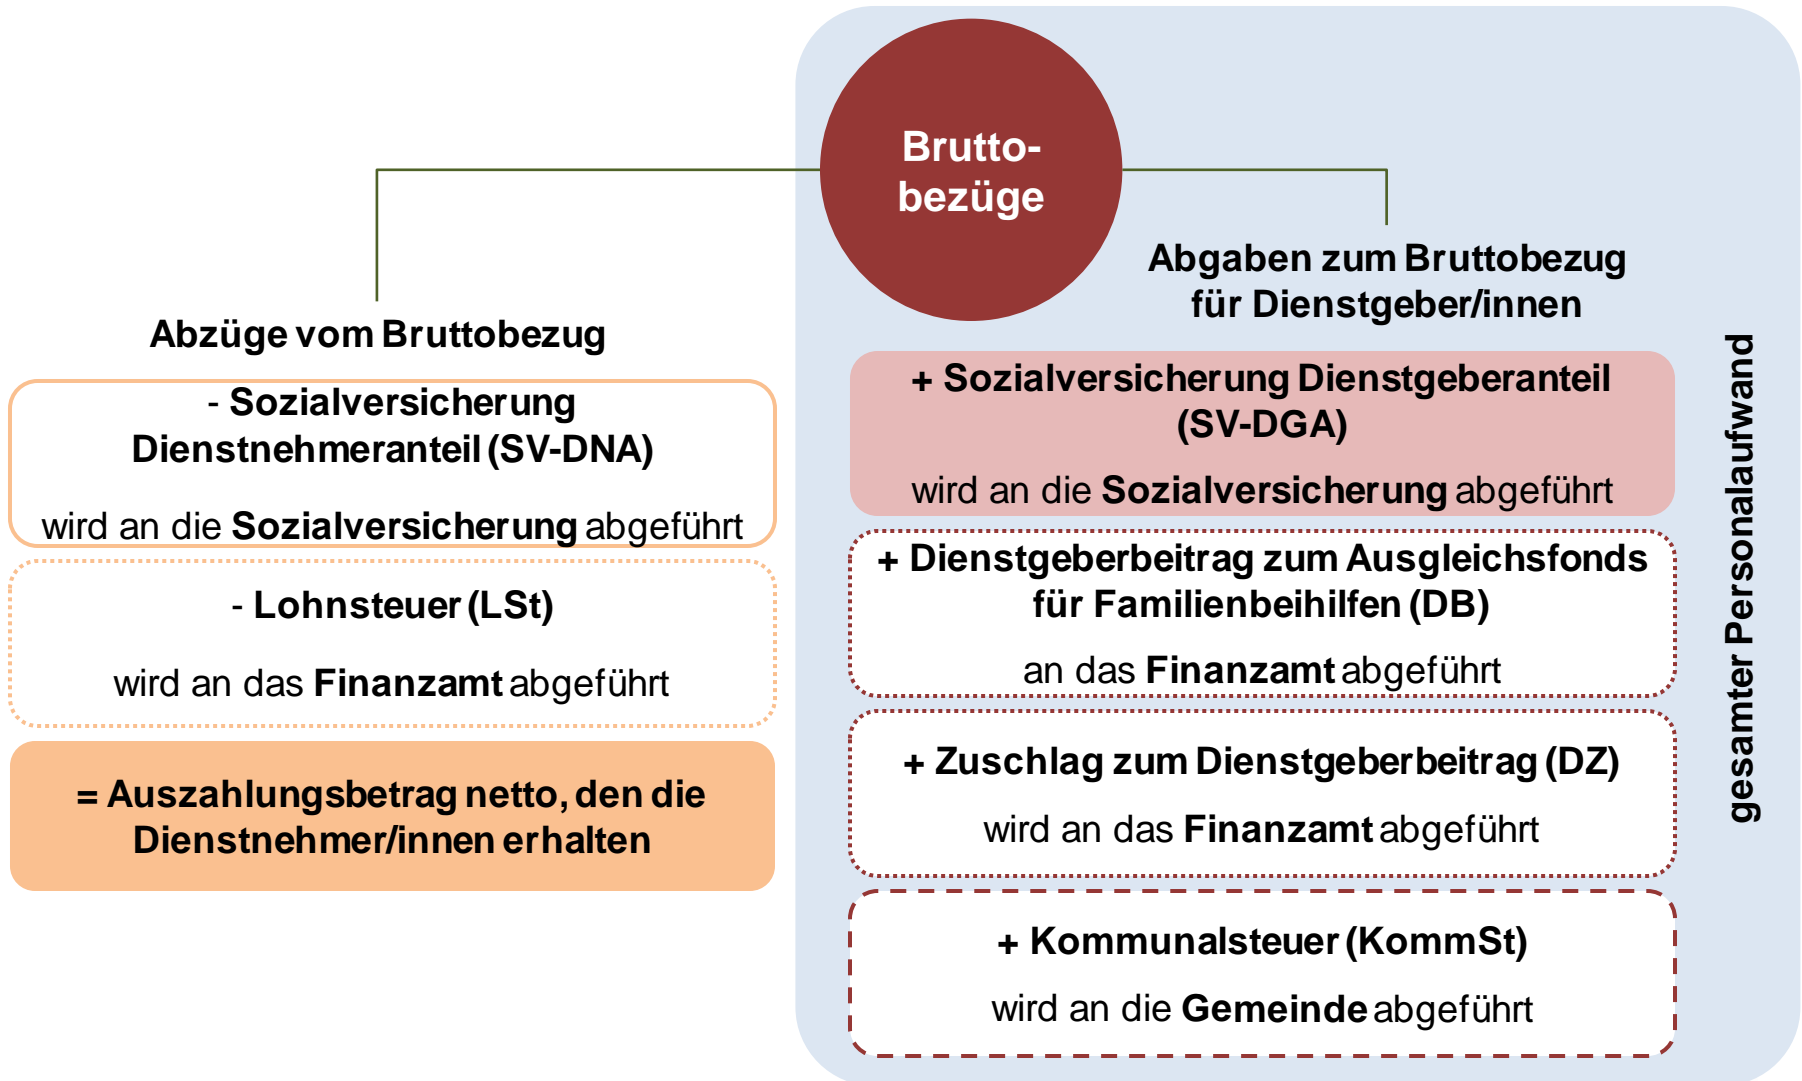 Brutto-
bezüge
Abzüge vom Bruttobezug
- Sozialversicherung
Dienstnehmeranteil (SV-DNA)
wird an die Sozialversicherung abgeführt
- Lohnsteuer (LSt)
wird an das Finanzamt abgeführt
= Auszahlungsbetrag netto, den die
Dienstnehmer/innen erhalten
Abgaben zum Bruttobezug
für Dienstgeber/innen
+ Sozialversicherung Dienstgeberanteil
(SV-DGA)
wird an die Sozialversicherung abgeführt
+ Dienstgeberbeitrag zum Ausgleichsfonds
für Familienbeihilfen (DB)
an das Finanzamt abgeführt
+ Zuschlag zum Dienstgeberbeitrag (DZ)
wird an das Finanzamt abgeführt
+ Kommunalsteuer (KommSt)
wird an die Gemeinde abgeführt
gesamter Personalaufwand